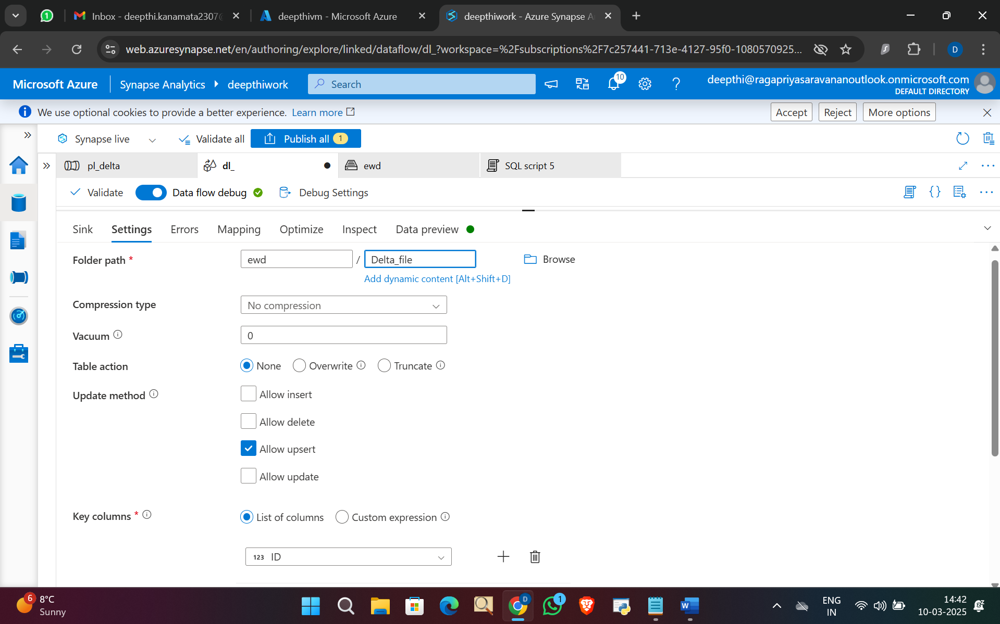 Inbox - deepthi.kanamata2307@
deepthivm - Microsoft Azure
deepthiwork - Azure Synapse A
web.azuresynapse.net/en/authoring/explore/linked/dataflow/dl_?workspace=%2Fsubscriptions%2F7c257441-713e-4127-95f0-1080570925...
D
Microsoft Azure
Synapse Analytics
deepthiwork
Search
10
deepthi@ragapriyasaravananoutlook.onmicrosoft.com
DEFAULT DIRECTORY
We use optional cookies to provide a better experience. Learn more
Accept
Reject
More options
Synapse live
Validate all
Publish all 1
pl_delta
dl_
ewd
SQL script 5
Validate
Data flow debug
Debug Settings
Sink
Settings
Errors
Mapping
Optimize
Inspect
Data preview
Folder path *
ewd / Delta_file
Browse
Add dynamic content [Alt+Shift+D]
Compression type
No compression
Vacuum
0
Table action
None
Overwrite
Truncate
Update method
Allow insert
Allow delete
Allow upsert
Allow update
Key columns *
List of columns
Custom expression
123 ID
6
8°C
Sunny
D
1
ENG
IN
14:42
10-03-2025